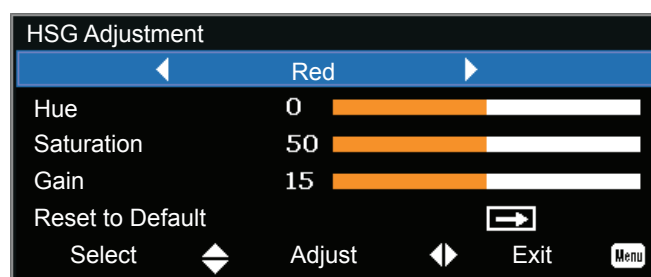 HSG Adjustment
Red
Hue 0
Saturation 50
Gain 15
Reset to Default
Select Adjust Exit Menu